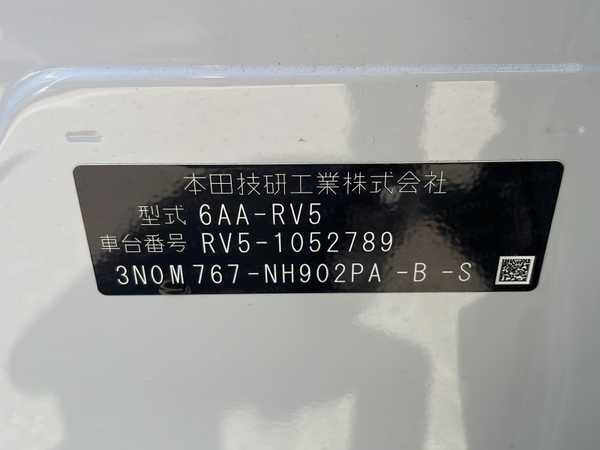 本田技研工業株式会社
型式 6AA-RV5
車台番号 RV5-1052789
3N0M767-NH902PA -B -S